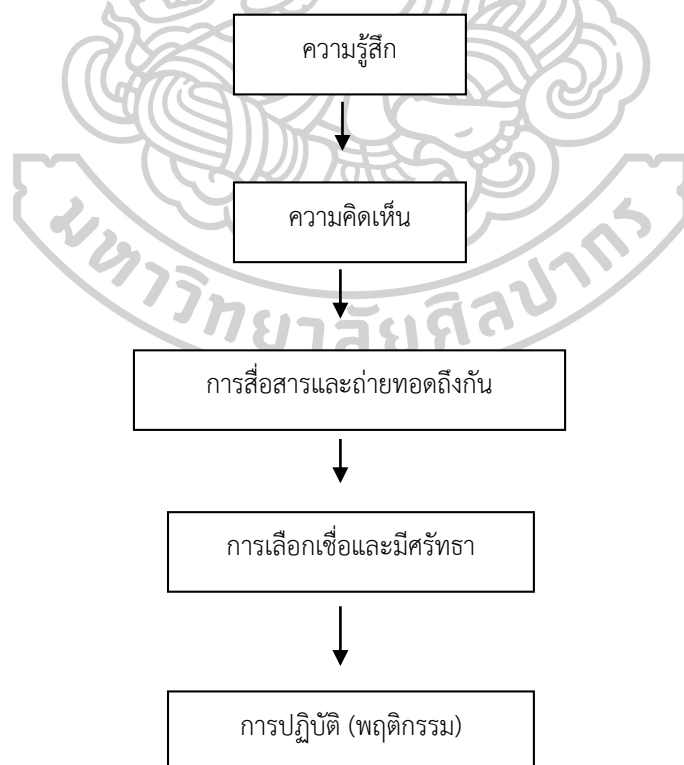 ความรู้สึก
ความคิดเห็น
มหาวิทยาลัยศิลปากร
การสื่อสารและถ่ายทอดถึงกัน
การเลือกเชื่อและมีศรัทธา
การปฏิบัติ (พฤติกรรม)